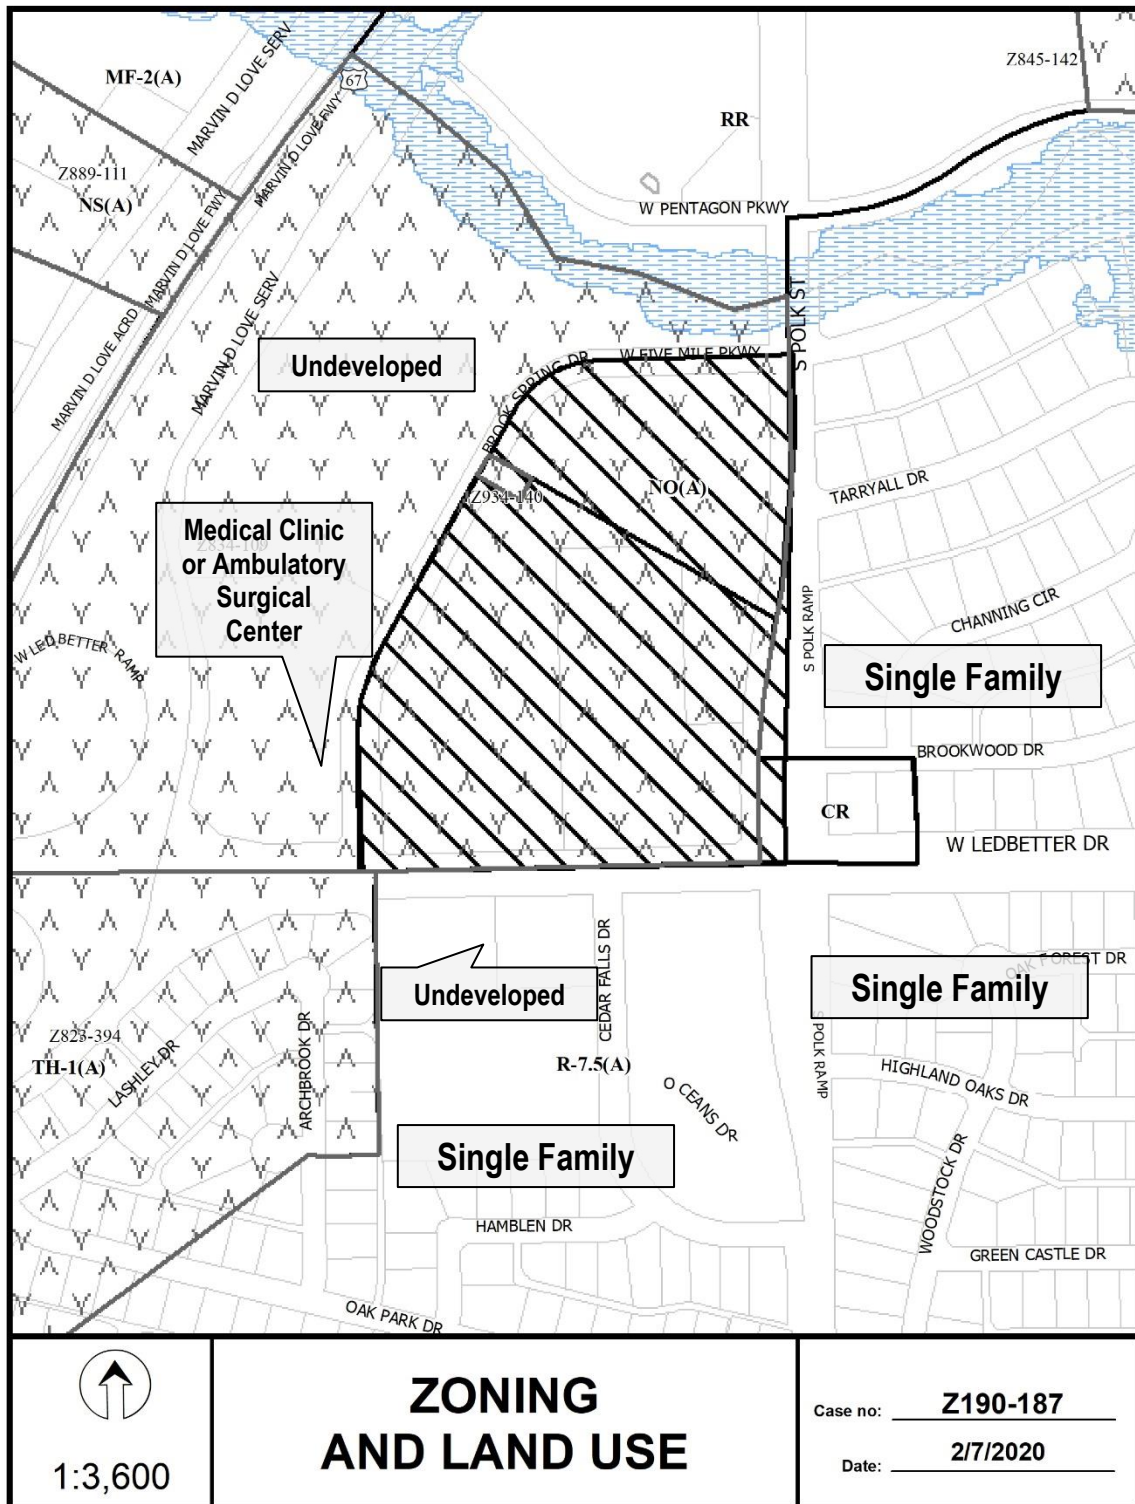 MF-2(A)
MARVIN D LOVE SERV
67
MARVIN D LOVE FWY
Z845-142
RR
Z889-111
NS(A)
W PENTAGON PKWY
MARVIN D LOVE FWY
MARVIN D LOVE ACRD
MARVIN D LOVE SERV
S POLK ST
Undeveloped
W FIVE MILE PKWY
BROOK SPRING DR
TARRYALL DR
NO(A)
Z934-140
Medical Clinic
or Ambulatory
Surgical
Center
Z834-109
CHANNING CIR
S POLK RAMP
W LEDBETTER RAMP
Single Family
BROOKWOOD DR
CR
W LEDBETTER DR
CEDAR FALLS DR
Undeveloped
Single Family
OAK FOREST DR
Z823-394
TH-1(A)
LASHLEY DR
ARCHBROOK DR
R-7.5(A)
O CEANS DR
S POLK RAMP
HIGHLAND OAKS DR
Single Family
WOODSTOCK DR
HAMBLEN DR
GREEN CASTLE DR
OAK PARK DR
1:3,600
ZONING
AND LAND USE
Case no: Z190-187
Date: 2/7/2020